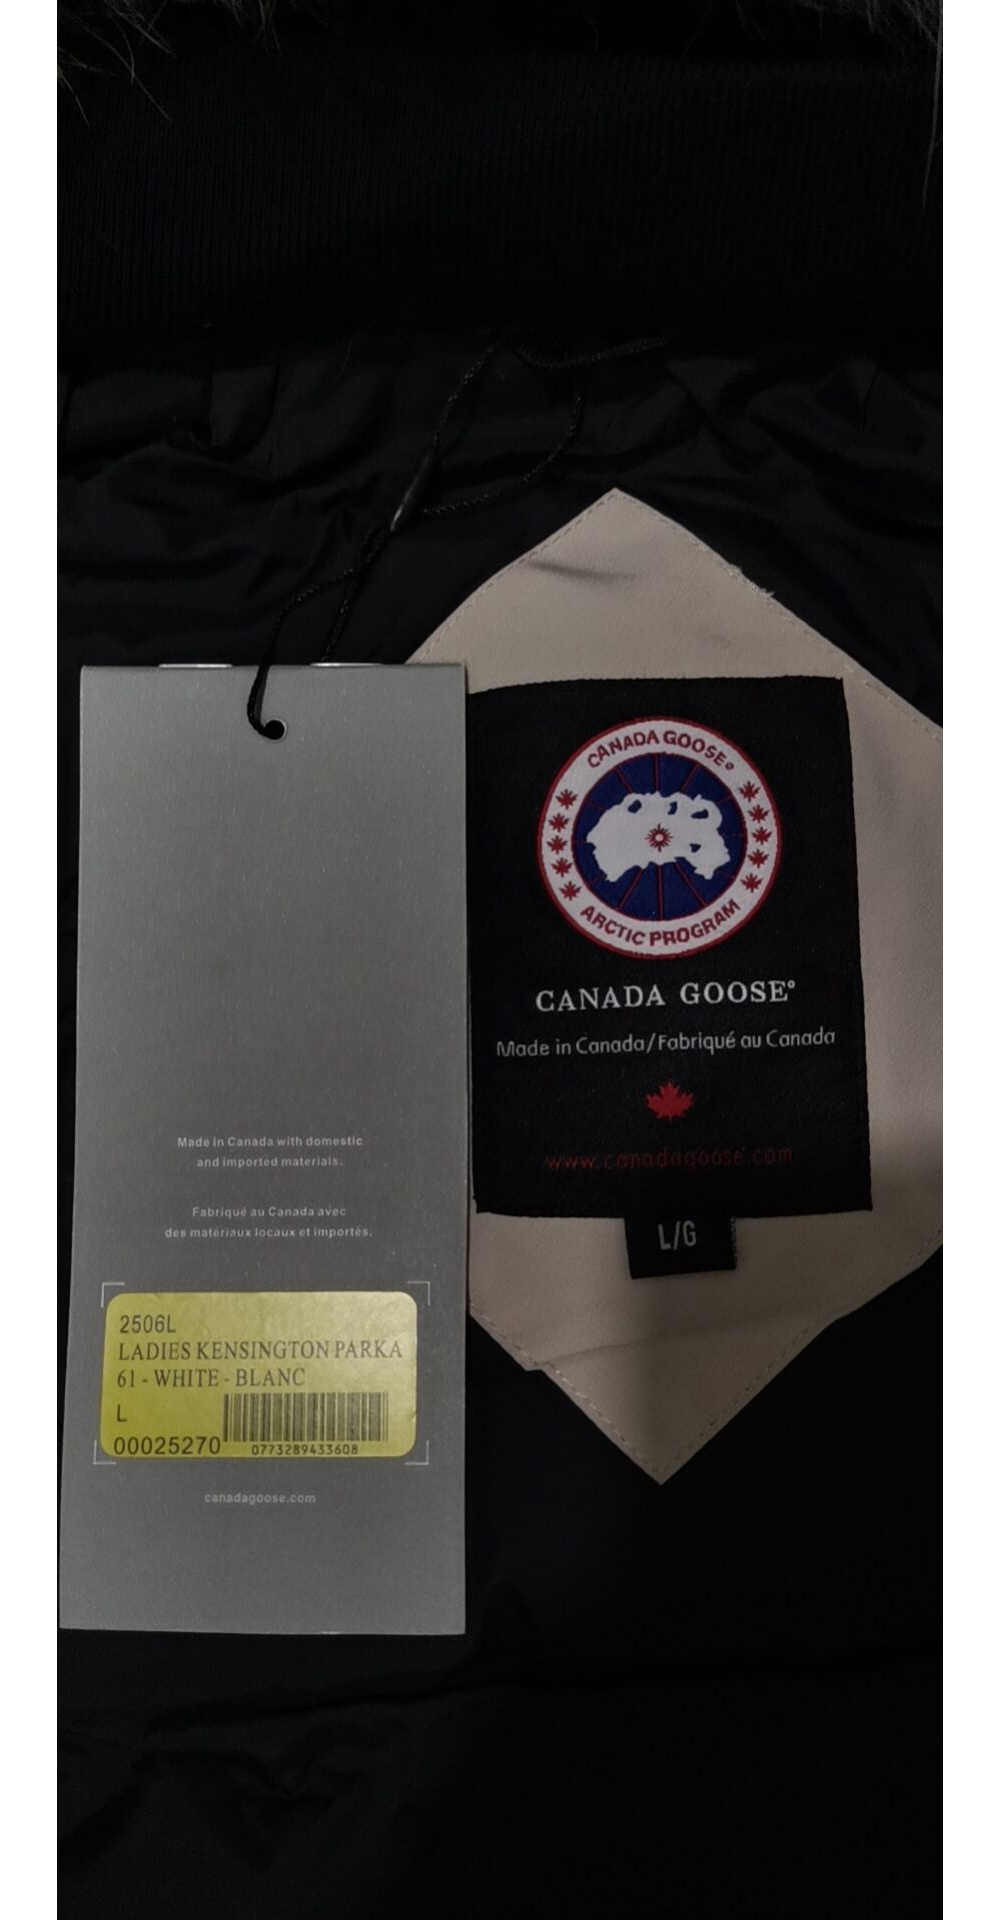 Made in Canada with domestic
and imported materials.
Fabriqué au Canada avec
des matériaux locaux et importés.
2506L
LADIES KENSINGTON PARKA
61 - WHITE - BLANC
L
00025270
0773289433608
canadagoose.com
CANADA GOOSE®
ARCTIC PROGRAM
CANADA GOOSE®
Made in Canada/Fabriqué au Canada
www.canadagoose.com
L/G